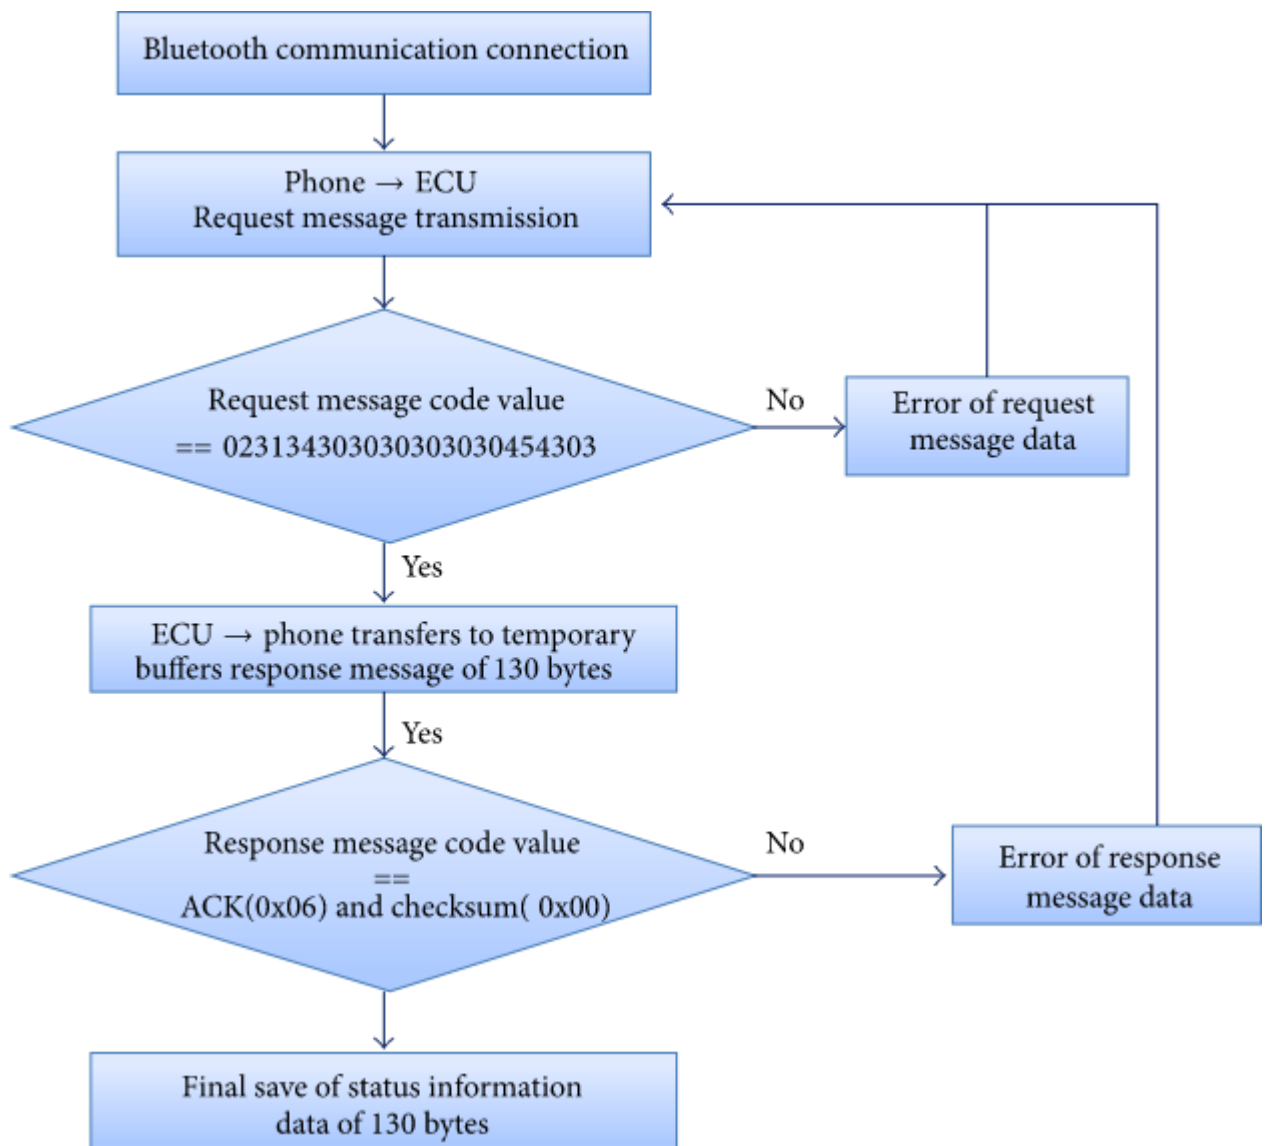 Bluetooth communication connection
Phone → ECU
Request message transmission
Request message code value
== 0231343030303030304543​03
No
Error of request
message data
Yes
ECU → phone transfers to temporary
buffers response message of 130 bytes
Yes
Response message code value
==
ACK(0x06) and checksum( 0x00)
No
Error of response
message data
Final save of status information
data of 130 bytes